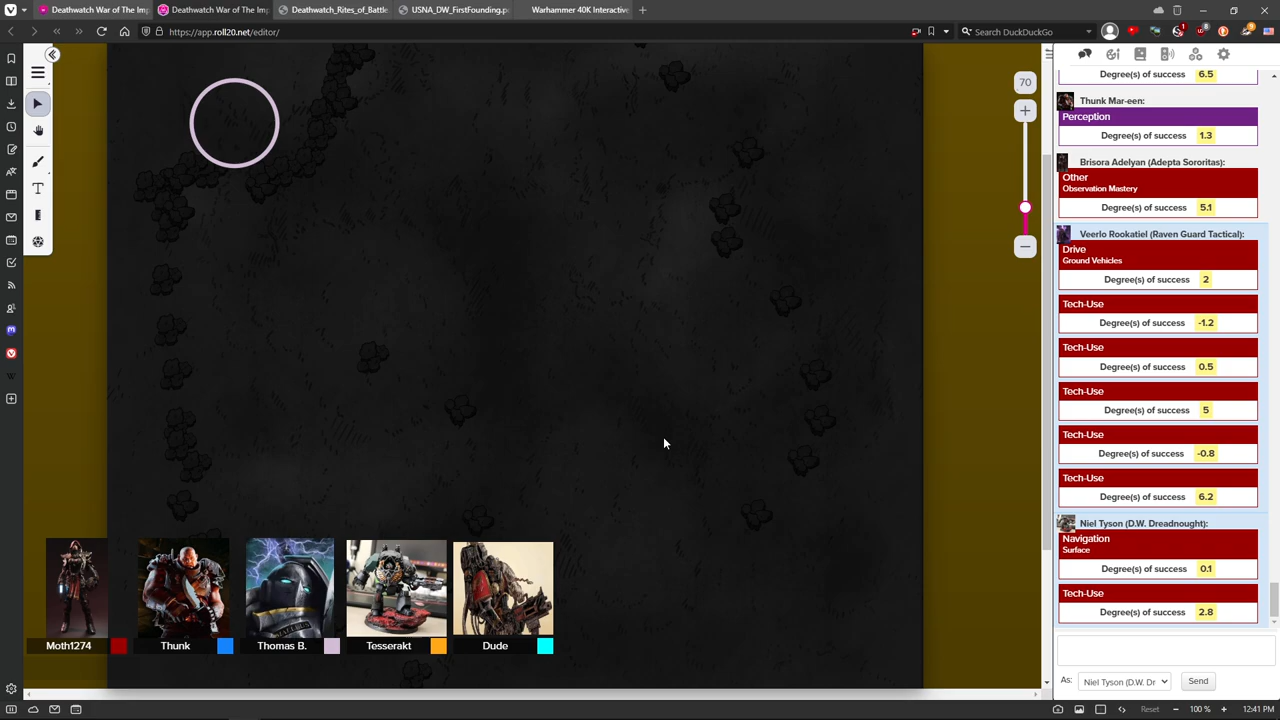 Deathwatch War of The Imp
Deathwatch War of The Imp
Deathwatch_Rites_of_Battle
USNA_DW_FirstFounding.p
Warhammer 40K Interactive
https://app.roll20.net/editor/
Search DuckDuckGo
70
Degree(s) of success 6.5
Thunk Mar-een:
Perception
Degree(s) of success 1.3
Brisora Adelyan (Adepta Sororitas):
Other
Observation Mastery
Degree(s) of success 5.1
Veerlo Rookatiel (Raven Guard Tactical):
Drive
Ground Vehicles
Degree(s) of success 2
Tech-Use
Degree(s) of success -1.2
Tech-Use
Degree(s) of success 0.5
Tech-Use
Degree(s) of success 5
Tech-Use
Degree(s) of success -0.8
Tech-Use
Degree(s) of success 6.2
Niel Tyson (D.W. Dreadnought):
Navigation
Surface
Degree(s) of success 0.1
Tech-Use
Degree(s) of success 2.8
Moth1274
Thunk
Thomas B.
Tesserakt
Dude
As: Niel Tyson (D.W. Dr
Send
Reset
100 %
12:41 PM